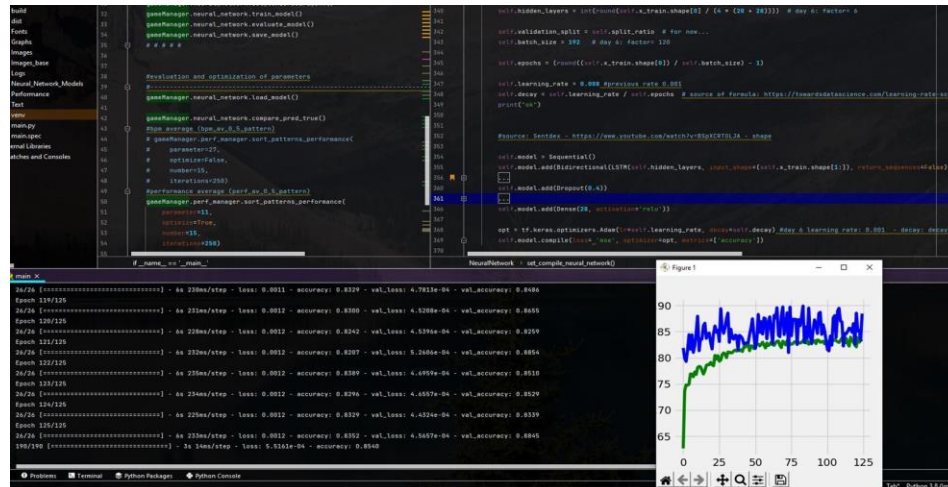 build
dist
Fonts
Graphs
Images
Images_base
Logs
Neural_Network_Models
Performance
Text
venv
main.py
main.spec
ernal Libraries
atches and Consoles
32 gameManager.neural_network.train_model()
33 gameManager.neural_network.evaluate_model()
34 gameManager.neural_network.save_model()
35 # # # # #
#evaluation and optimization of parameters
gameManager.neural_network.load_model()
gameManager.neural_network.compare_pred_true()
#bpm average (bpm_av_0_5_pattern)
# gameManager.perf_manager.sort_patterns_performance(
# parameter=27,
# optimize=False,
# number=15,
# iterations=250)
#performance average (perf_av_0_5_pattern)
gameManager.perf_manager.sort_patterns_performance(
parameter=11,
optimize=True,
number=15,
iterations=250)
if __name__ == '__main__'
self.hidden_layers = int(round(self.x_train.shape[0] / (6 * (28 + 28)))) # day 6: factor= 6
self.validation_split = self.split_ratio # for now...
self.batch_size = 192 # day 6: factor= 120
self.epochs = (round((self.x_train.shape[0]) / self.batch_size) - 1)
self.learning_rate = 0.008 #previous rate 0.001
self.decay = self.learning_rate / self.epochs # source of formula: https://towardsdatascience.com/learning-rate-sc
print("ok")
#source: Sentdex - https://www.youtube.com/watch? - shape
self.model = Sequential()
self.model.add(Bidirectional(LSTM(self.hidden_layers, input_shape=(self.x_train.shape[1:]), return_sequences=False)
...
self.model.add(Dropout(0.4))
361 ...
self.model.add(Dense(28, activation='relu'))
opt = tf.keras.optimizers.Adam(lr=self.learning_rate, decay=self.decay) #day 6 learning rate: 0.001 - decay: decay
self.model.compile(loss='mse', optimizer=opt, metrics=['accuracy'])
NeuralNetwork > set_compile_neural_network()
main ×
26/26 [==============================] - 6s 230ms/step - loss: 0.0011 - accuracy: 0.8329 - val_loss: 4.7813e-04 - val_accuracy: 0.8486
Epoch 119/125
26/26 [==============================] - 6s 231ms/step - loss: 0.0012 - accuracy: 0.8300 - val_loss: 4.5208e-04 - val_accuracy: 0.8655
Epoch 120/125
26/26 [==============================] - 6s 228ms/step - loss: 0.0012 - accuracy: 0.8242 - val_loss: 4.5396e-04 - val_accuracy: 0.8259
Epoch 121/125
26/26 [==============================] - 6s 232ms/step - loss: 0.0012 - accuracy: 0.8207 - val_loss: 5.2606e-04 - val_accuracy: 0.8854
Epoch 122/125
26/26 [==============================] - 6s 235ms/step - loss: 0.0012 - accuracy: 0.8389 - val_loss: 4.6959e-04 - val_accuracy: 0.8510
Epoch 123/125
26/26 [==============================] - 6s 234ms/step - loss: 0.0012 - accuracy: 0.8296 - val_loss: 4.6557e-04 - val_accuracy: 0.8529
Epoch 124/125
26/26 [==============================] - 6s 225ms/step - loss: 0.0012 - accuracy: 0.8329 - val_loss: 4.4324e-04 - val_accuracy: 0.8339
Epoch 125/125
26/26 [==============================] - 6s 233ms/step - loss: 0.0012 - accuracy: 0.8352 - val_loss: 4.5657e-04 - val_accuracy: 0.8845
190/190 [==============================] - 3s 14ms/step - loss: 5.5161e-04 - accuracy: 0.8540
Figure 1
90
85
80
75
70
65
0 25 50 75 100 125
Problems Terminal Python Packages Python Console